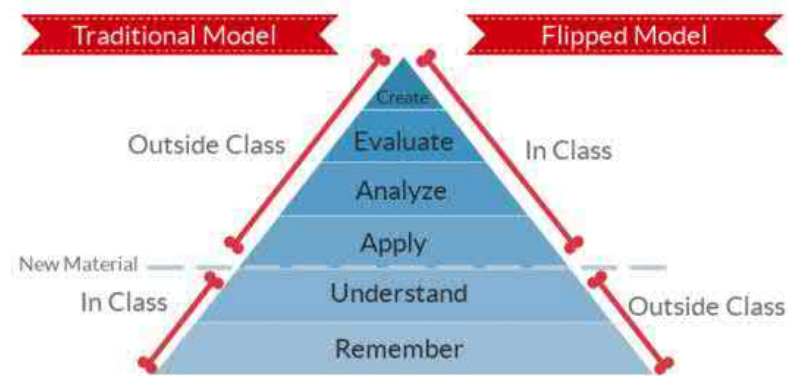 Traditional Model
Flipped Model
Create
Outside Class
Evaluate
In Class
Analyze
Apply
New Material
In Class
Understand
Outside Class
Remember